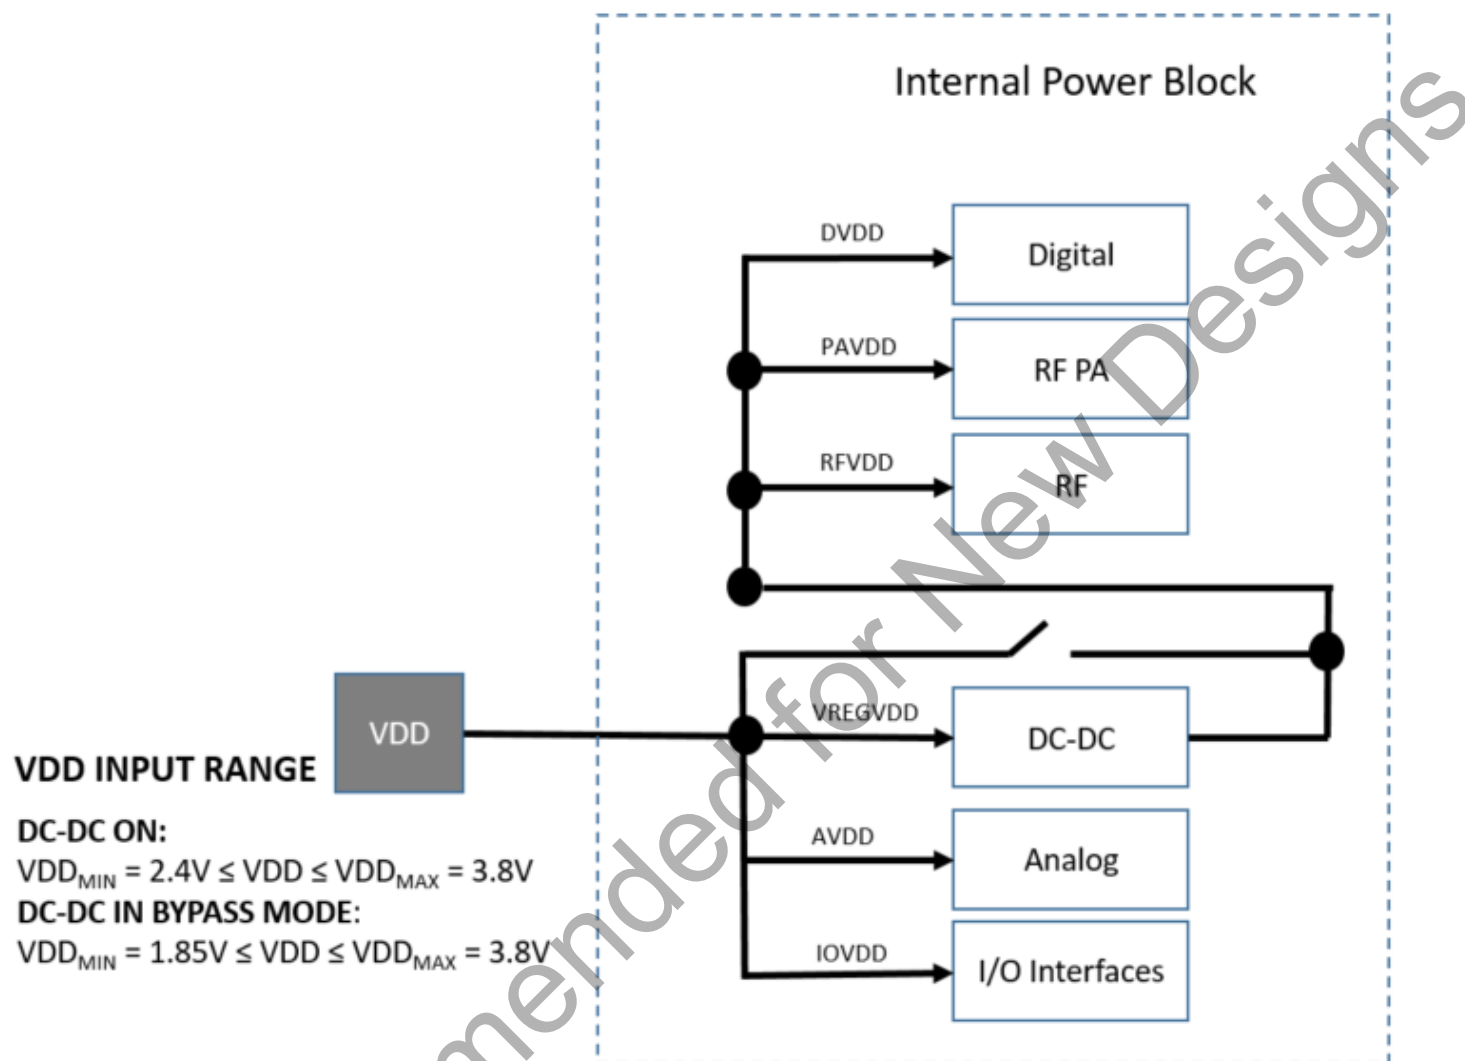 Internal Power Block
DVDD
Digital
PAVDD
RF PA
RFVDD
RF
VDD
VREGVDD
DC-DC
VDD INPUT RANGE
DC-DC ON:
VDDMIN = 2.4V ≤ VDD ≤ VDDMAX = 3.8V
DC-DC IN BYPASS MODE:
VDDMIN = 1.85V ≤ VDD ≤ VDDMAX = 3.8V
AVDD
Analog
IOVDD
I/O Interfaces
mended for New Designs